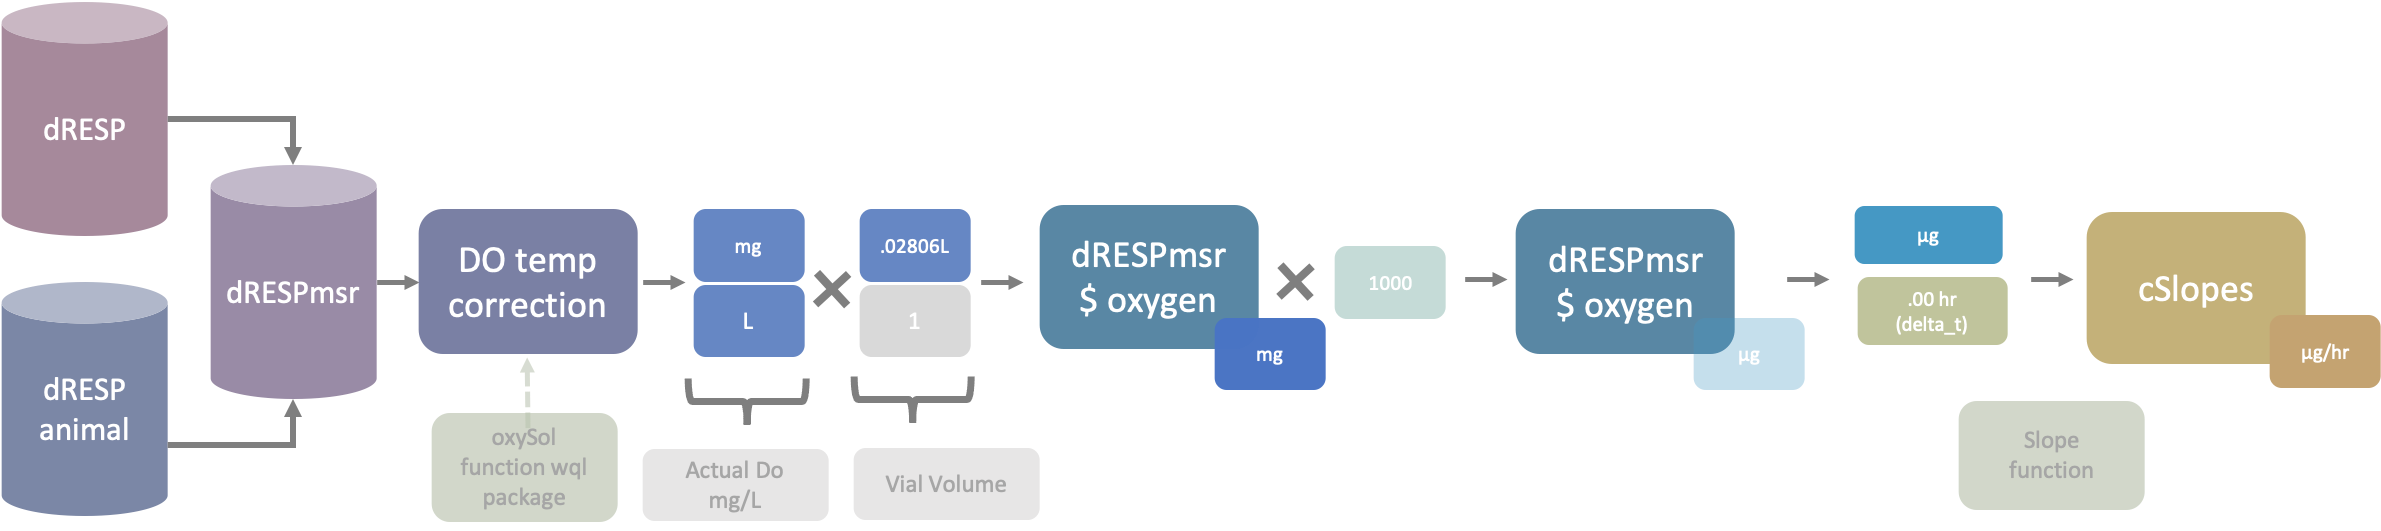 dRESP
dRESP
animal
dRESPmsr
DO temp
correction
oxySol
function wql
package
mg
L
Actual Do
mg/L
.02806L
1
Vial Volume
dRESPmsr
$ oxygen
mg
1000
dRESPmsr
$ oxygen
µg
µg
.00 hr
(delta_t)
Slope
function
cSlopes
µg/hr